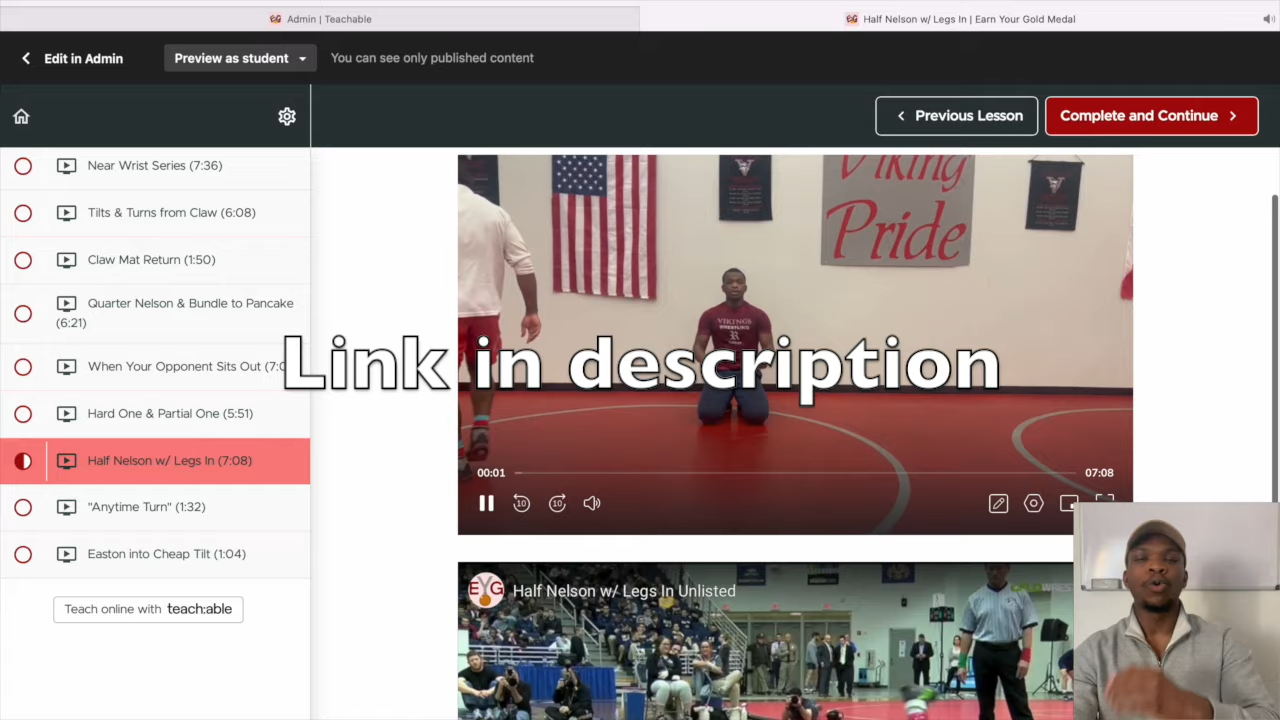 Admin | Teachable
Half Nelson w/ Legs In | Earn Your Gold Medal
Edit in Admin
Preview as student
You can see only published content
Previous Lesson
Complete and Continue
Near Wrist Series (7:36)
Tilts & Turns from Claw (6:08)
Claw Mat Return (1:50)
Quarter Nelson & Bundle to Pancake
(6:21)
When Your Opponent Sits Out
Hard One & Partial One (5:51)
Half Nelson w/ Legs In (7:08)
"Anytime Turn" (1:32)
Easton into Cheap Tilt (1:04)
Teach online with teach:able
Viking
Pride
VIKINGS
WRESTLING
R
Link in description
00:01
07:08
10
10
EYG
Half Nelson w/ Legs In Unlisted